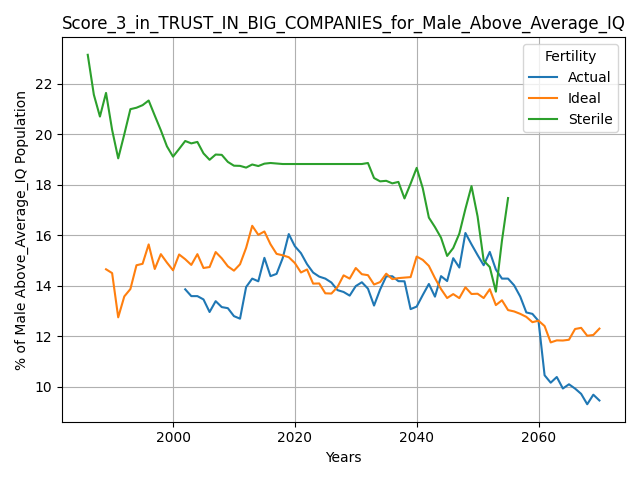 Score_3_in_TRUST_IN_BIG_COMPANIES_for_Male_Above_Average_IQ
% of Male Above_Average_IQ Population
22
20
18
16
14
12
10
Fertility
Actual
Ideal
Sterile
2000
2020
2040
2060
Years